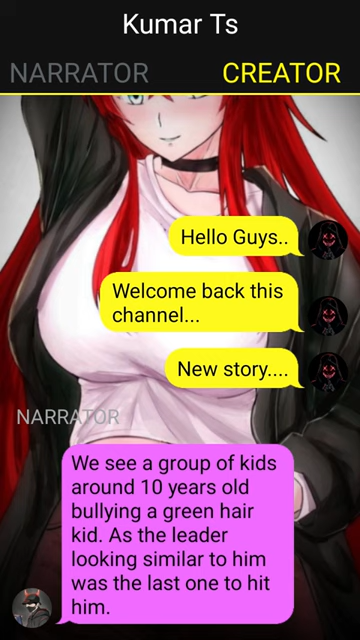 Kumar Ts
NARRATOR
CREATOR
Hello Guys..
Welcome back this
channel...
New story....
NARRATOR
We see a group of kids
around 10 years old
bullying a green hair
kid. As the leader
looking similar to him
was the last one to hit
him.